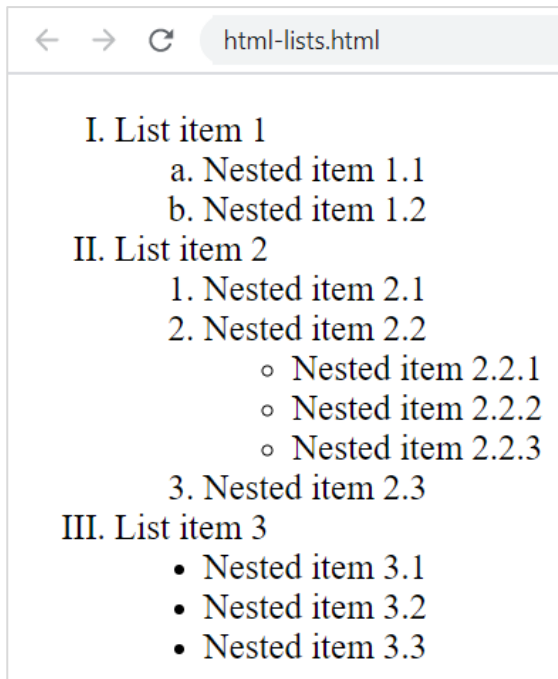 html-lists.html
I. List item 1
a. Nested item 1.1
b. Nested item 1.2
II. List item 2
1. Nested item 2.1
2. Nested item 2.2
◦ Nested item 2.2.1
◦ Nested item 2.2.2
◦ Nested item 2.2.3
3. Nested item 2.3
III. List item 3
• Nested item 3.1
• Nested item 3.2
• Nested item 3.3